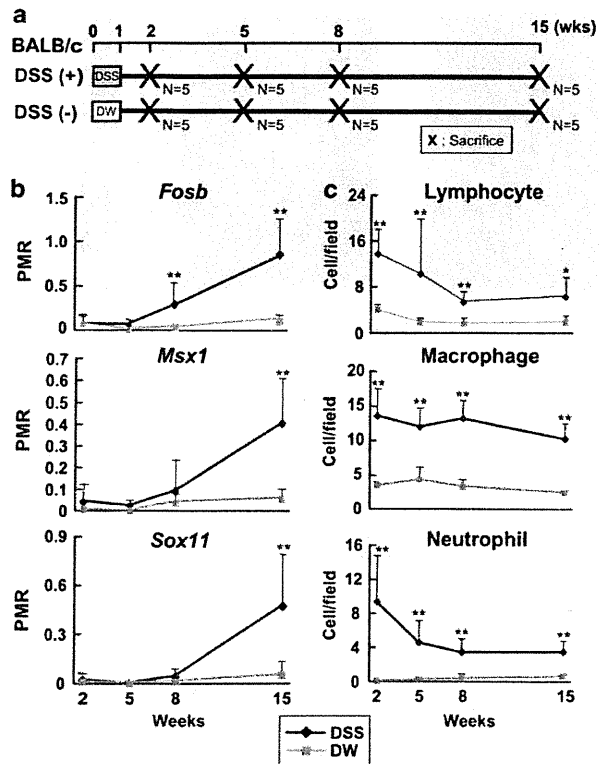 a
0 1 2 5 8 15 (wks)
BALB/c
DSS (+) DSS
N=5 N=5 N=5 N=5
DSS (-) DW
N=5 N=5 N=5 N=5
X : Sacrifice
b Fosb
PMR
1.5
1.0
0.5
0
**
**
Msx1
PMR
0.7
0.6
0.5
0.4
0.3
0.2
0.1
0
**
Sox11
PMR
0.9
0.6
0.3
0
**
2 5 8 15
Weeks
c Lymphocyte
Cell/field
24
16
8
0
**
**
**
*
Macrophage
Cell/field
20
15
10
5
0
**
**
**
**
Neutrophil
Cell/field
16
12
8
4
0
**
**
**
**
2 5 8 15
Weeks
DSS
DW